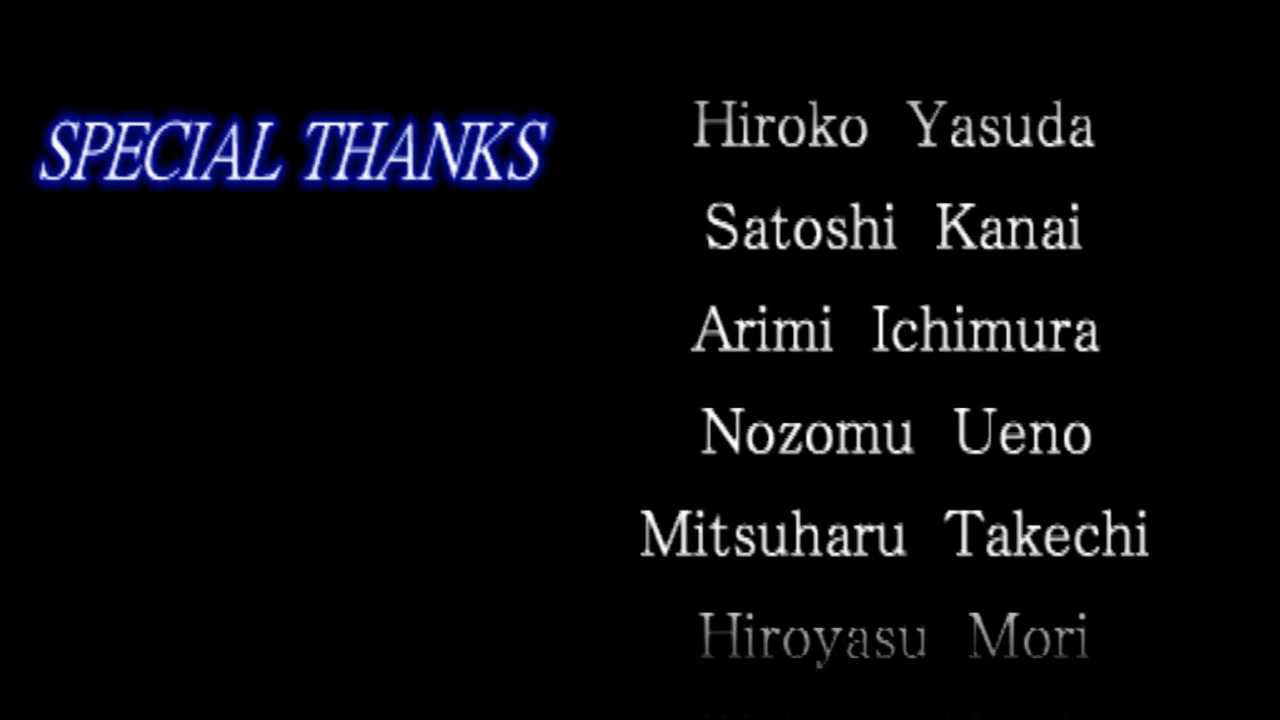 SPECIAL THANKS
Hiroko Yasuda
Satoshi Kanai
Arimi Ichimura
Nozomu Ueno
Mitsuharu Takechi
Hiroyasu Mori